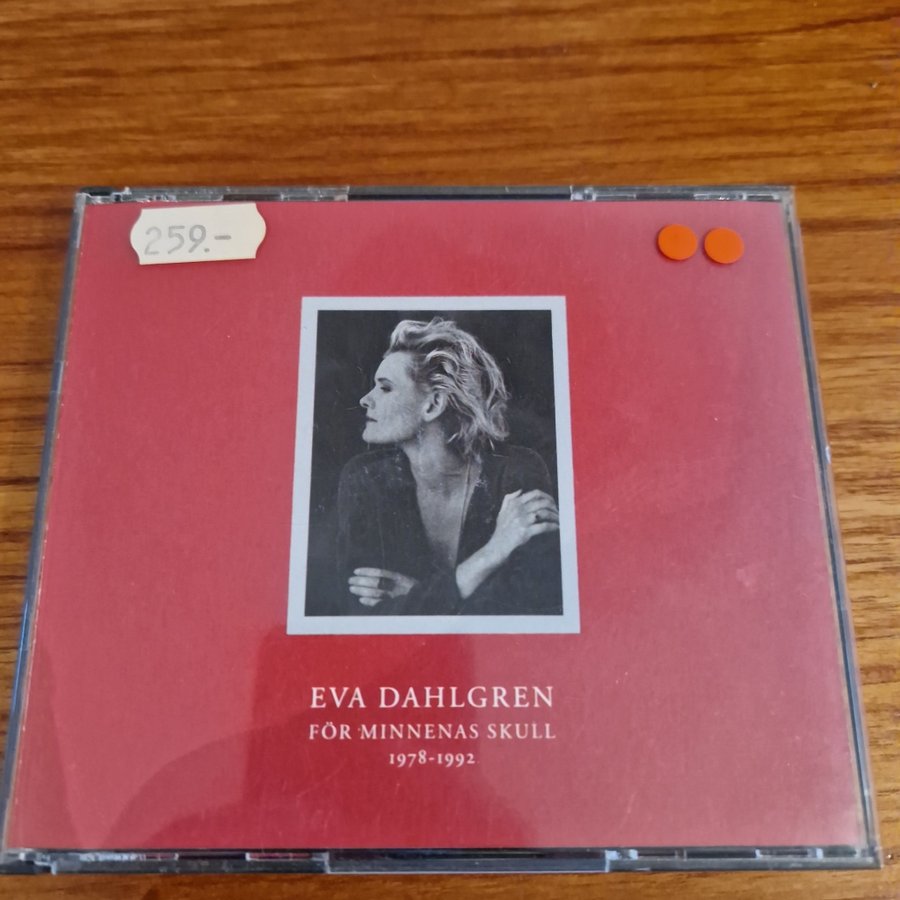 259.-
EVA DAHLGREN
FÖR MINNENAS SKULL
1978-1992